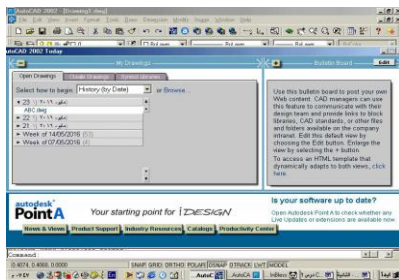 AutoCAD 2002 - [Drawing1.dwg]
File Edit View Insert Format Tools Draw Dimension Modify Image Window Help
AutoCAD 2002 Today
My Drawings
Open Drawings Create Drawings Symbol Libraries
Select how to begin: History (by Date) or Browse...
ABC.dwg
Week of 14/05/2016 (53)
Week of 07/05/2016 (4)
Bulletin Board Edit
Use this bulletin board to post your own
Web content. CAD managers can use
this feature to communicate with their
design team and provide links to block
libraries, CAD standards, or other files
and folders available on the company
intranet. Edit this default view by
choosing the Edit button. Enlarge the
view by selecting the + button.
To access an HTML template that
dynamically adapts to both views, click
here.
autodesk
Point A
Your starting point for iDESIGN
Is your software up to date?
Open Autodesk Point A to check whether any
Live Updates or extensions are available now.
News & Views Product Support Industry Resources Catalogs Productivity Center
Command:
SNAP GRID ORTHO POLAR OSNAP OTRACK LWT MODEL